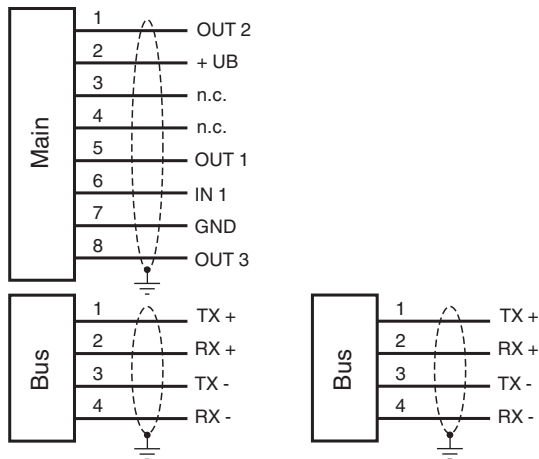 Main
1 OUT 2
2 + UB
3 n.c.
4 n.c.
5 OUT 1
6 IN 1
7 GND
8 OUT 3
Bus
1 TX +
2 RX +
3 TX -
4 RX -
Bus
1 TX +
2 RX +
3 TX -
4 RX -